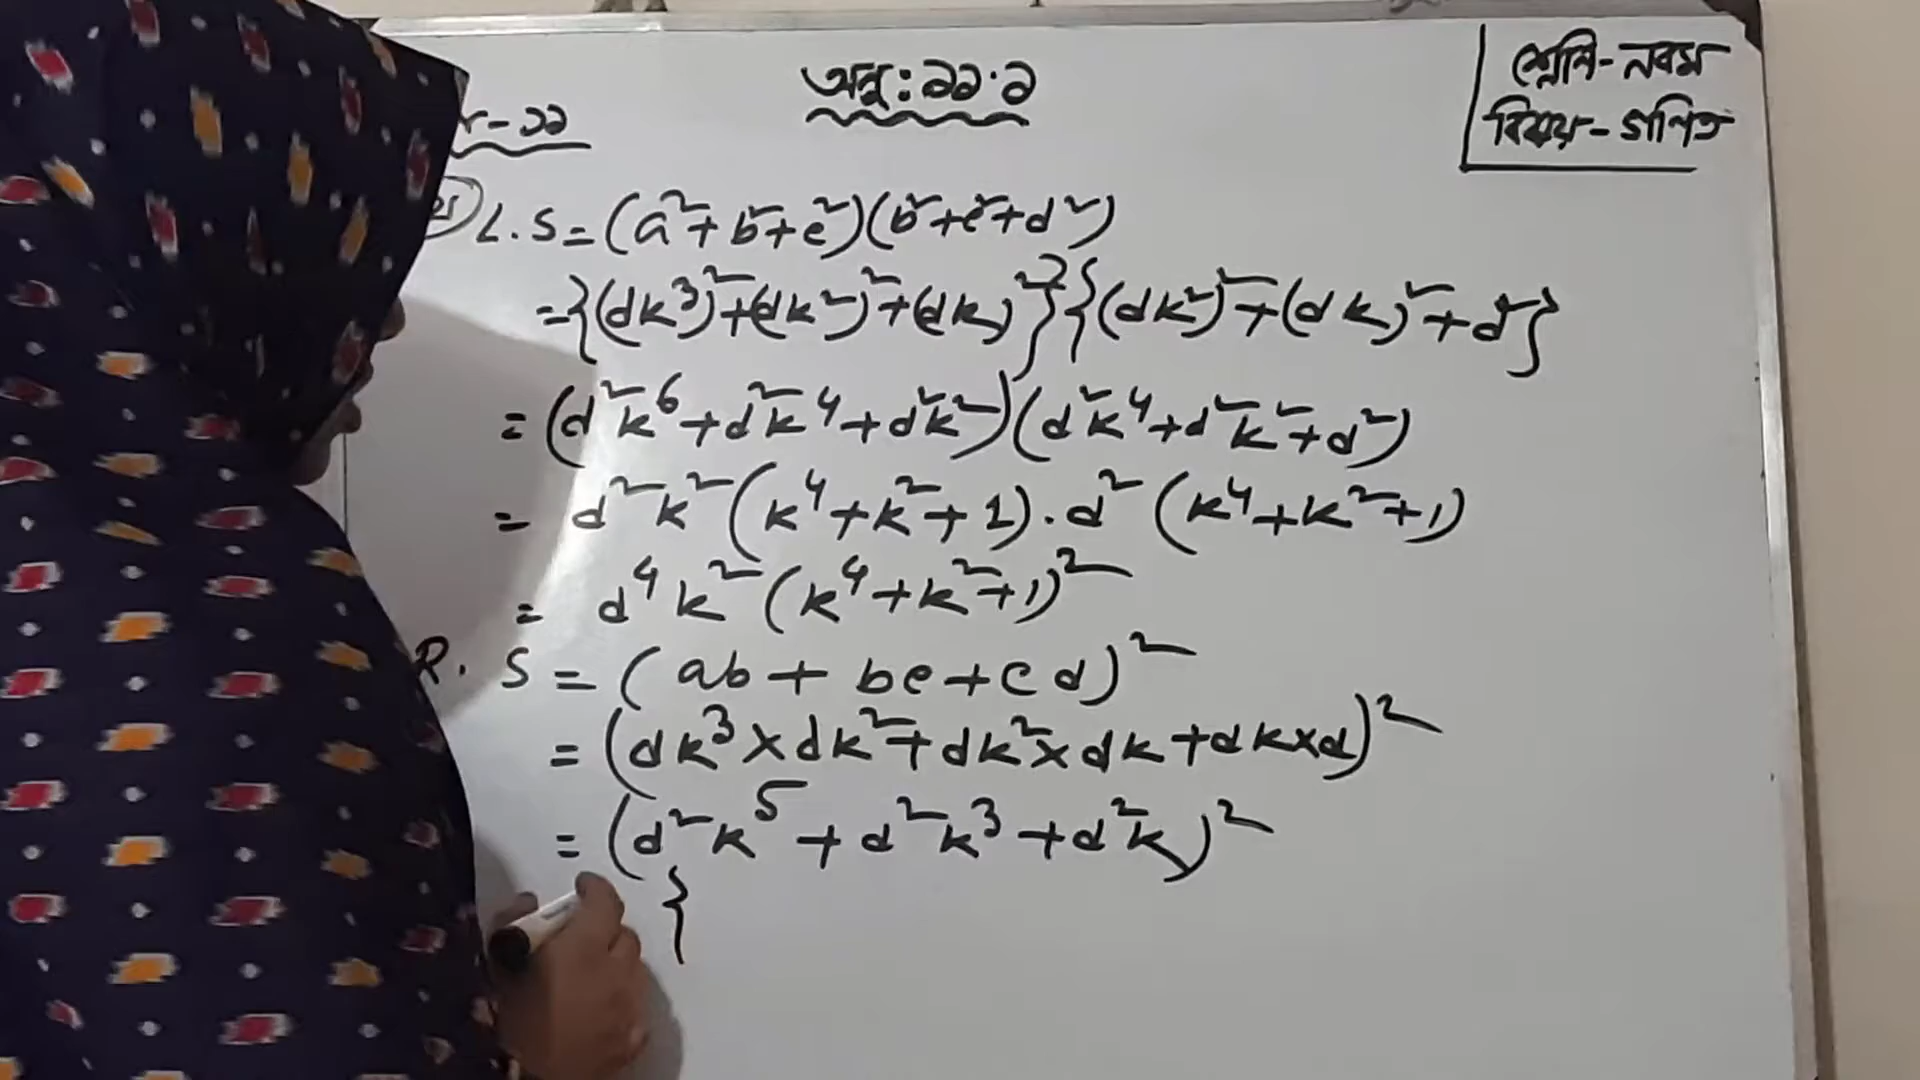 অনু: ১১.১
শ্রেণি-নবম
বিষয়-গণিত
-১১
L.S=(a²+b²+c²)(b²+c²+d²)
={(dk³)²+(dk²)²+(dk)²}{(dk²)²+(dk)²+d²}
=(d²k⁶+d²k⁴+d²k²)(d²k⁴+d²k²+d²)
= d²k²(k⁴+k²+1).d²(k⁴+k²+1)
= d⁴k²(k⁴+k²+1)²
R.S=(ab+bc+cd)²
=(dk³×dk²+dk²×dk+dk×d)²
=(d²k⁵+d²k³+d²k)²
{